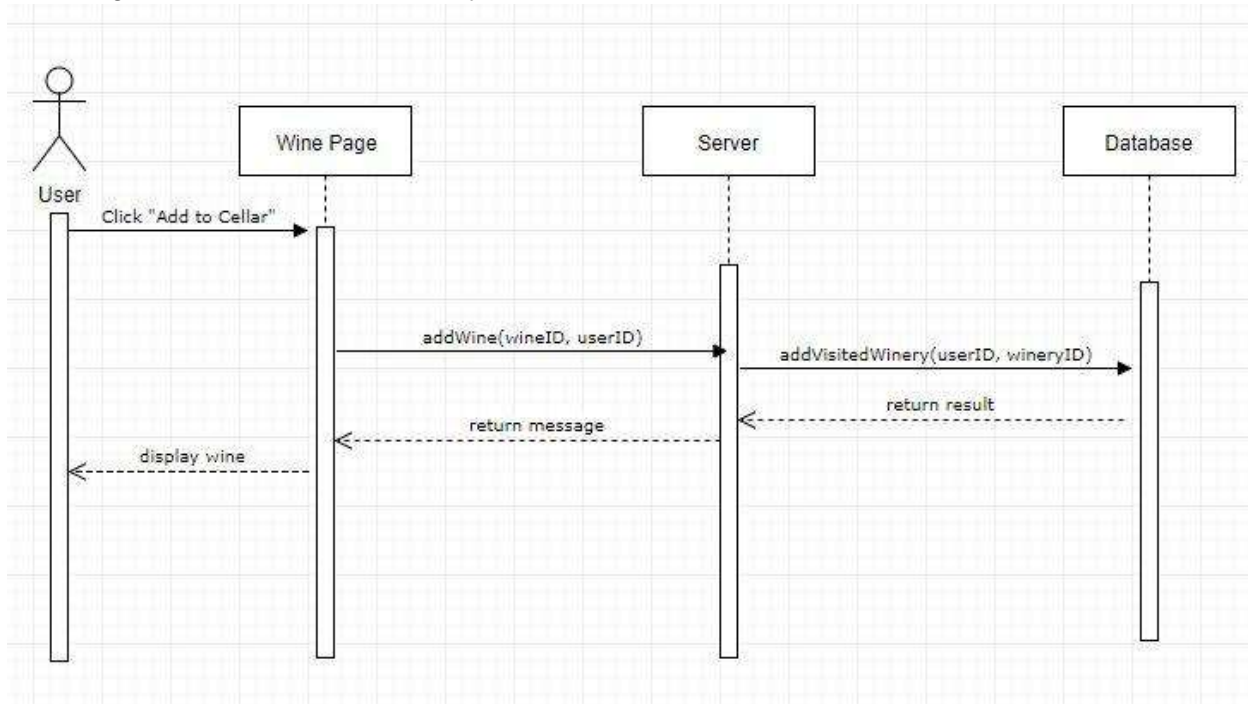 Wine Page
Server
Database
User
Click "Add to Cellar"
addWine(wineID, userID)
addVisitedWinery(userID, wineryID)
return result
return message
display wine